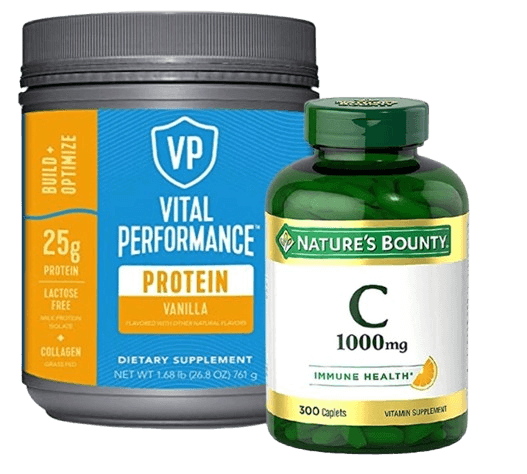 BUILD +
OPTIMIZE
25g
PROTEIN
LACTOSE
FREE
MILK PROTEIN
ISOLATE
+
COLLAGEN
GRASS FED
VP
VITAL
PERFORMANCE™
PROTEIN
VANILLA
FLAVORED WITH OTHER NATURAL FLAVORS
DIETARY SUPPLEMENT
NET WT 1.68 lb (26.8 OZ) 761 g
NATURE'S BOUNTY®
C
1000mg
IMMUNE HEALTH*
300 Caplets
VITAMIN SUPPLEMENT